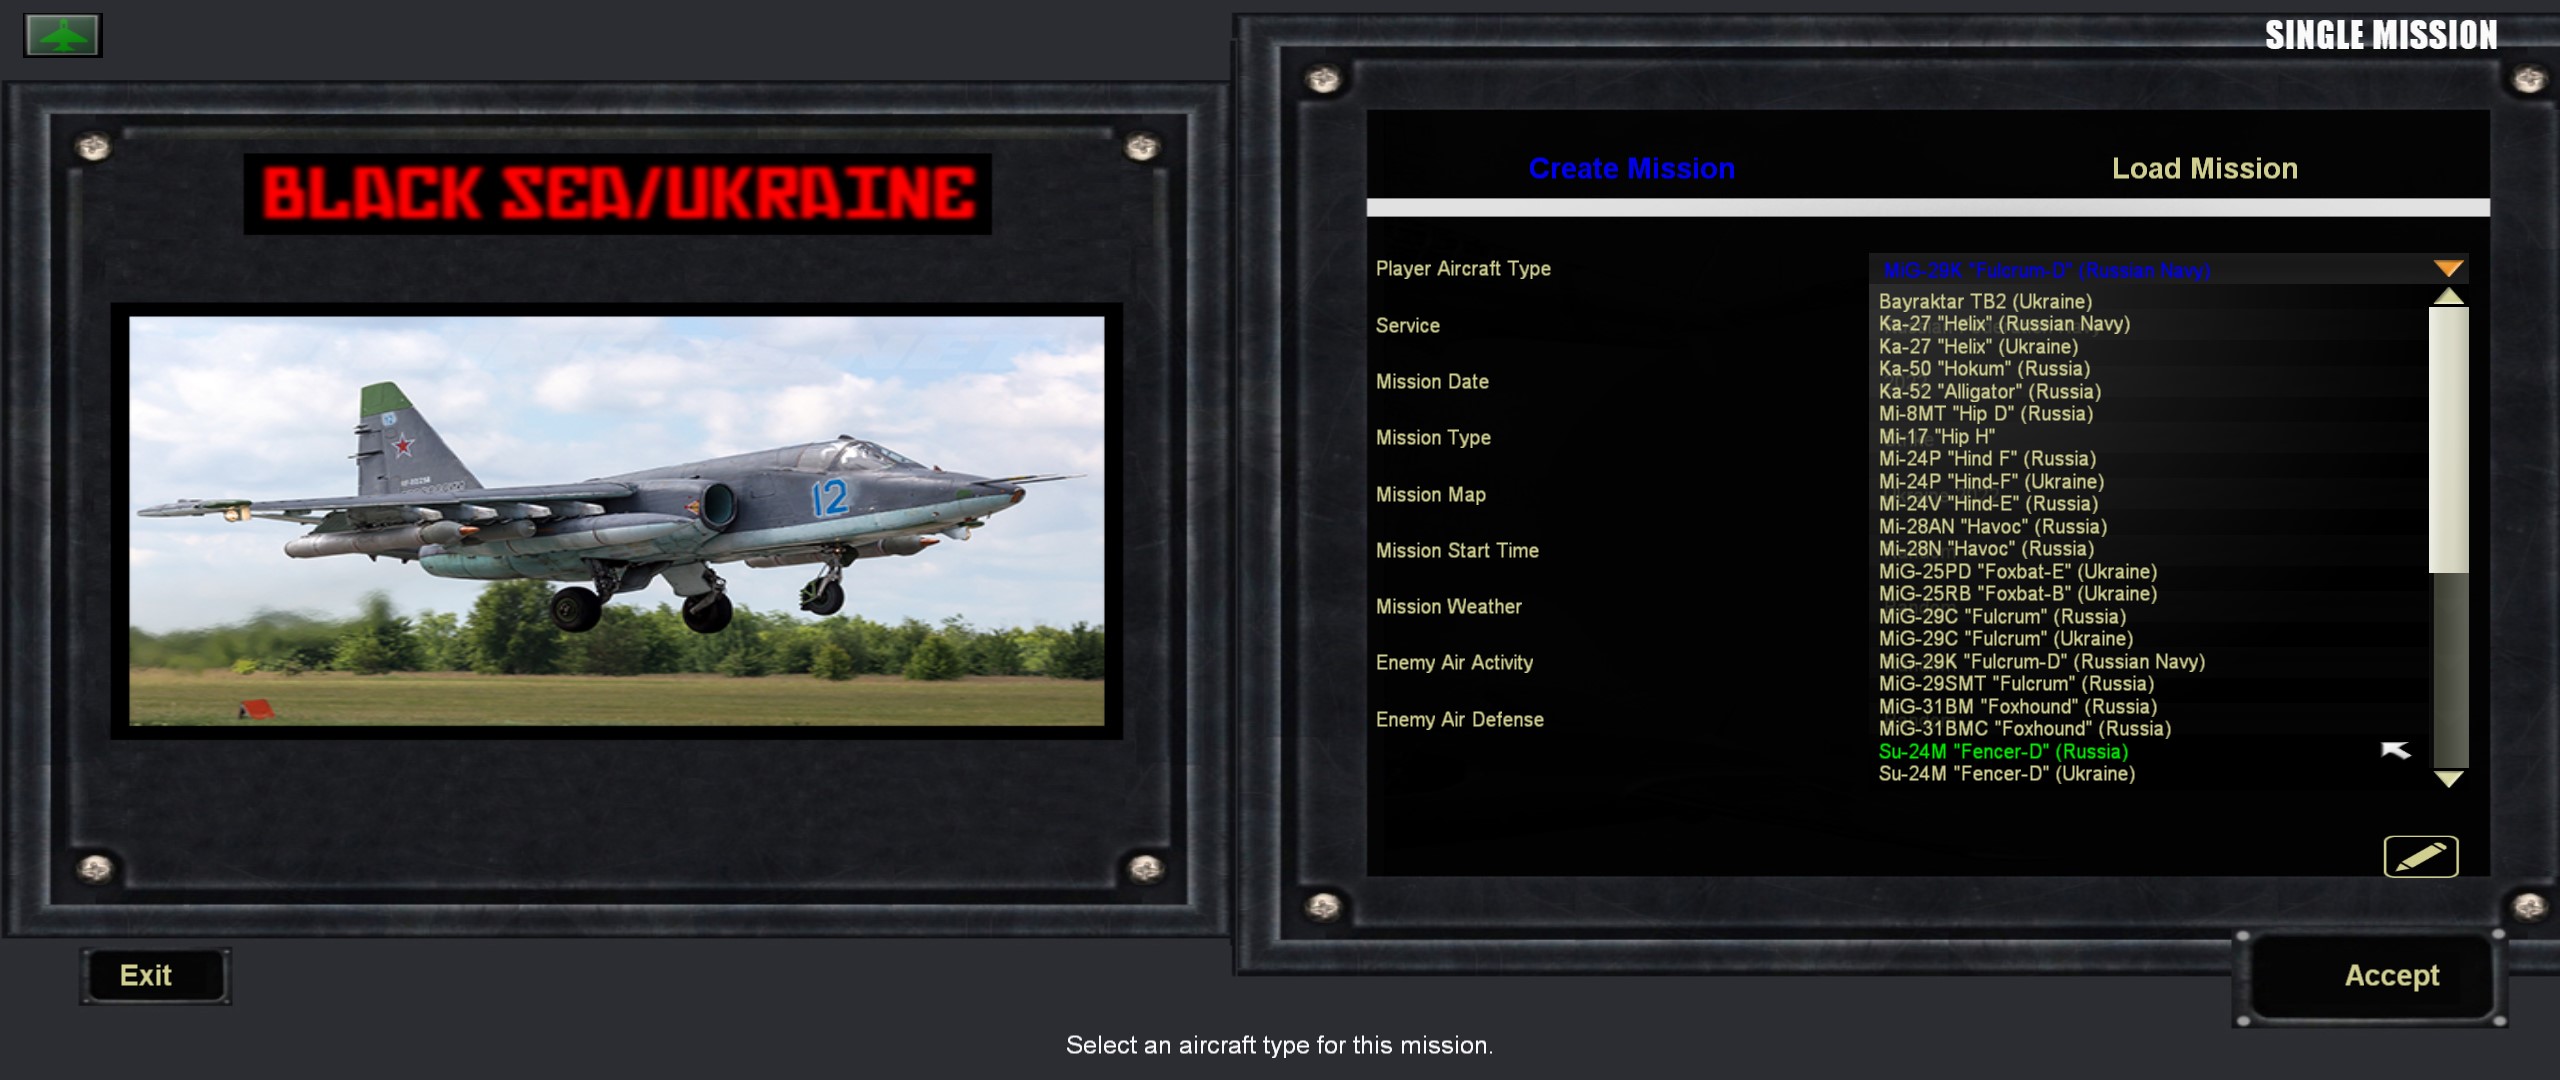 SINGLE MISSION
BLACK SEA/UKRAINE
12
Create Mission
Load Mission
Player Aircraft Type
MiG-29K "Fulcrum-D" (Russian Navy)
Service
Mission Date
Mission Type
Mission Map
Mission Start Time
Mission Weather
Enemy Air Activity
Enemy Air Defense
Bayraktar TB2 (Ukraine)
Ka-27 "Helix" (Russian Navy)
Ka-27 "Helix" (Ukraine)
Ka-50 "Hokum" (Russia)
Ka-52 "Alligator" (Russia)
Mi-8MT "Hip D" (Russia)
Mi-17 "Hip H"
Mi-24P "Hind F" (Russia)
Mi-24P "Hind-F" (Ukraine)
Mi-24V "Hind-E" (Russia)
Mi-28AN "Havoc" (Russia)
Mi-28N "Havoc" (Russia)
MiG-25PD "Foxbat-E" (Ukraine)
MiG-25RB "Foxbat-B" (Ukraine)
MiG-29C "Fulcrum" (Russia)
MiG-29C "Fulcrum" (Ukraine)
MiG-29K "Fulcrum-D" (Russian Navy)
MiG-29SMT "Fulcrum" (Russia)
MiG-31BM "Foxhound" (Russia)
MiG-31BMC "Foxhound" (Russia)
Su-24M "Fencer-D" (Russia)
Su-24M "Fencer-D" (Ukraine)
Exit
Accept
Select an aircraft type for this mission.